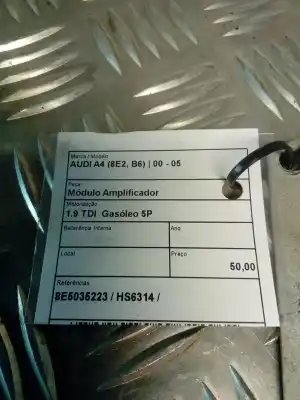 Marca / Modelo
AUDI A4 (8E2, B6) | 00 - 05
Peça
Módulo Amplificador
Motorização
1.9 TDI Gasóleo 5P
Referência Interna
Ano
Local
Preço
50,00
Referências
8E5035223 / HS6314 /